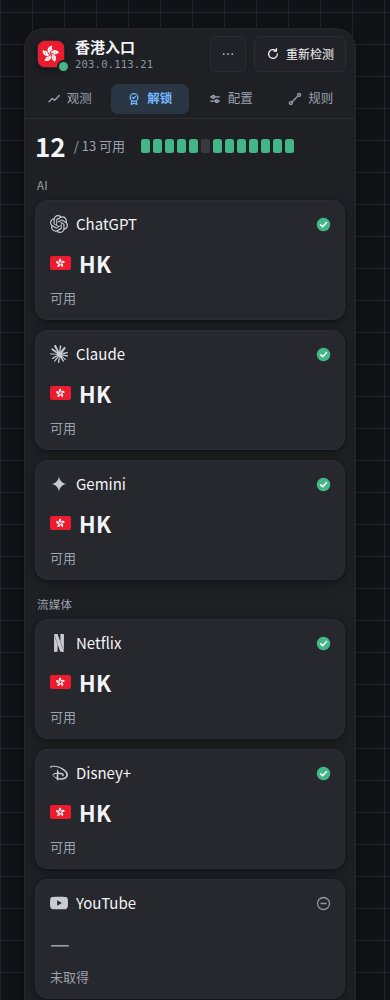 香港入口
203.0.113.21
···
重新检测
观测
解锁
配置
规则
12 / 13 可用
AI
ChatGPT
HK
可用
Claude
HK
可用
Gemini
HK
可用
流媒体
Netflix
HK
可用
Disney+
HK
可用
YouTube
—
未取得